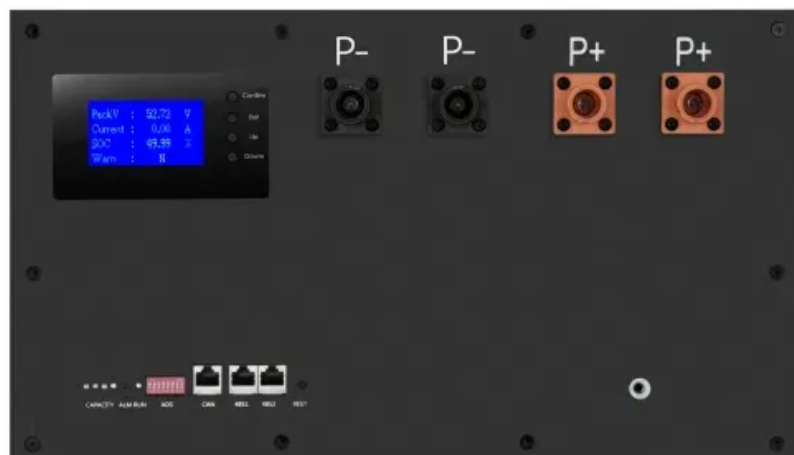 P- P- P+ P+
PackV : 52.72 V
Current : 0.00 A
SOC : 49.99 %
Warn : N
Confirm
Exit
Up
Down
CAPACITY ALM RUN ADS CAN 485 RST